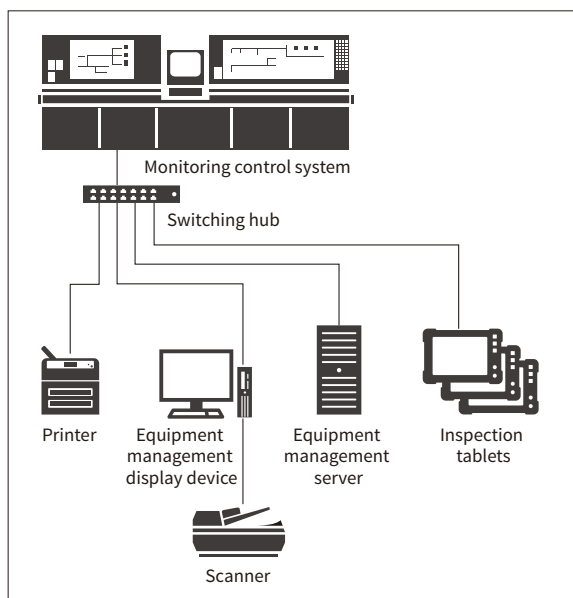 Monitoring control system
Switching hub
Printer
Equipment
management
display device
Equipment
management
server
Inspection
tablets
Scanner